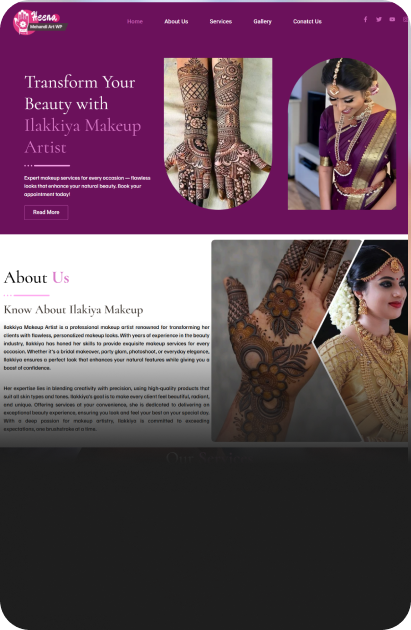 Heena
Mehandi Art WP
Home
About Us
Services
Gallery
Conatct Us
Transform Your
Beauty with
Ilakkiya Makeup
Artist
Expert makeup services for every occasion — flawless
looks that enhance your natural beauty. Book your
appointment today!
Read More
About Us
Know About Ilakiya Makeup
Ilakkiya Makeup Artist is a professional makeup artist renowned for transforming her
clients with flawless, personalized makeup looks. With years of experience in the beauty
industry, Ilakkiya has honed her skills to provide exquisite makeup services for every
occasion. Whether it's a bridal makeover, party glam, photoshoot, or everyday elegance,
Ilakkiya ensures a perfect look that enhances your natural features while giving you a
boost of confidence.
Her expertise lies in blending creativity with precision, using high-quality products that
suit all skin types and tones. Ilakkiya's goal is to make every client feel beautiful, radiant,
and unique. Offering services at your convenience, she is dedicated to delivering an
exceptional beauty experience, ensuring you look and feel your best on your special day.
With a deep passion for makeup artistry, Ilakkiya is committed to exceeding
expectations, one brushstroke at a time.
Our